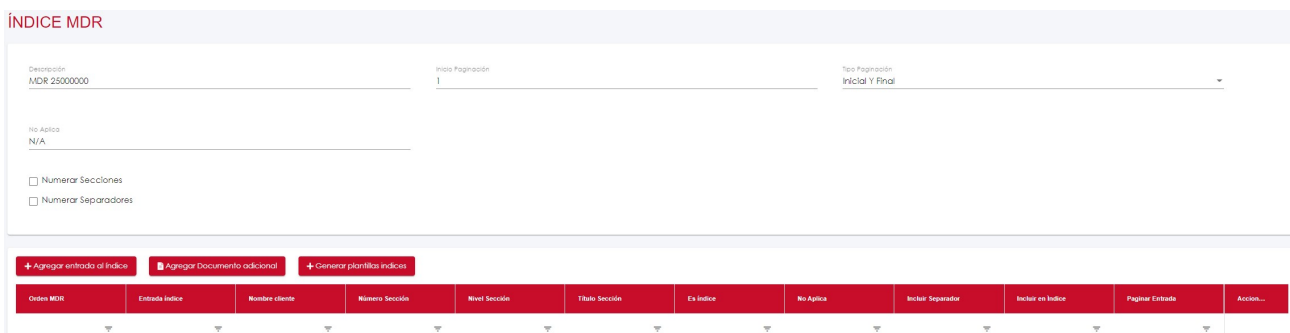 ÍNDICE MDR
Descripción
MDR 25000000
Inicio Paginación
1
Tipo Paginación
Inicial Y Final
No Aplica
N/A
Numerar Secciones
Numerar Separadores
+ Agregar entrada al índice
Agregar Documento adicional
+ Generar plantillas indices
Orden MDR
Entrada índice
Nombre cliente
Número Sección
Nivel Sección
Título Sección
Es índice
No Aplica
Incluir Separador
Incluir en Índice
Paginar Entrada
Accion...